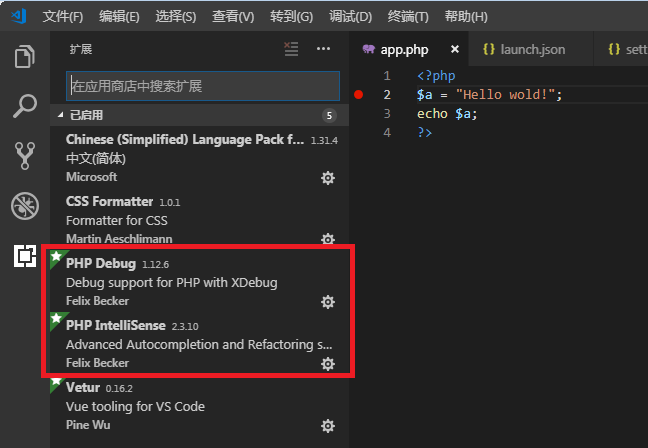 文件(F) 编辑(E) 选择(S) 查看(V) 转到(G) 调试(D) 终端(T) 帮助(H)
扩展
app.php
launch.json
在应用商店中搜索扩展
已启用 5
Chinese (Simplified) Language Pack f... 1.31.4
中文(简体)
Microsoft
CSS Formatter 1.0.1
Formatter for CSS
Martin Aeschlimann
PHP Debug 1.12.6
Debug support for PHP with XDebug
Felix Becker
PHP IntelliSense 2.3.10
Advanced Autocompletion and Refactoring s...
Felix Becker
Vetur 0.16.2
Vue tooling for VS Code
Pine Wu
1 <?php
2 $a = "Hello wold!";
3 echo $a;
4 ?>